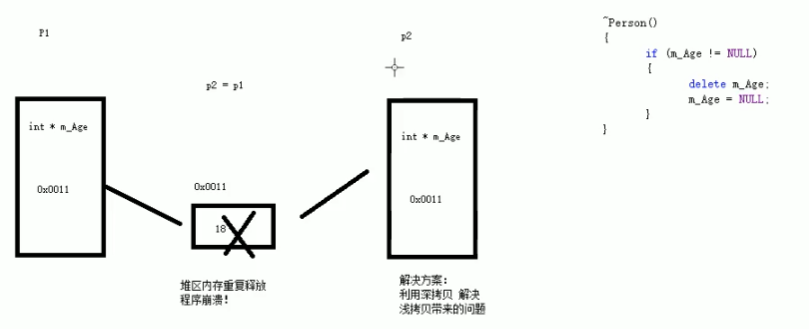 P1
int * m_Age
0x0011
p2 = p1
0x0011
18
堆区内存重复释放
程序崩溃!
p2
int * m_Age
0x0011
解决方案:
利用深拷贝 解决
浅拷贝带来的问题
~Person()
{
if (m_Age != NULL)
{
delete m_Age;
m_Age = NULL;
}
}